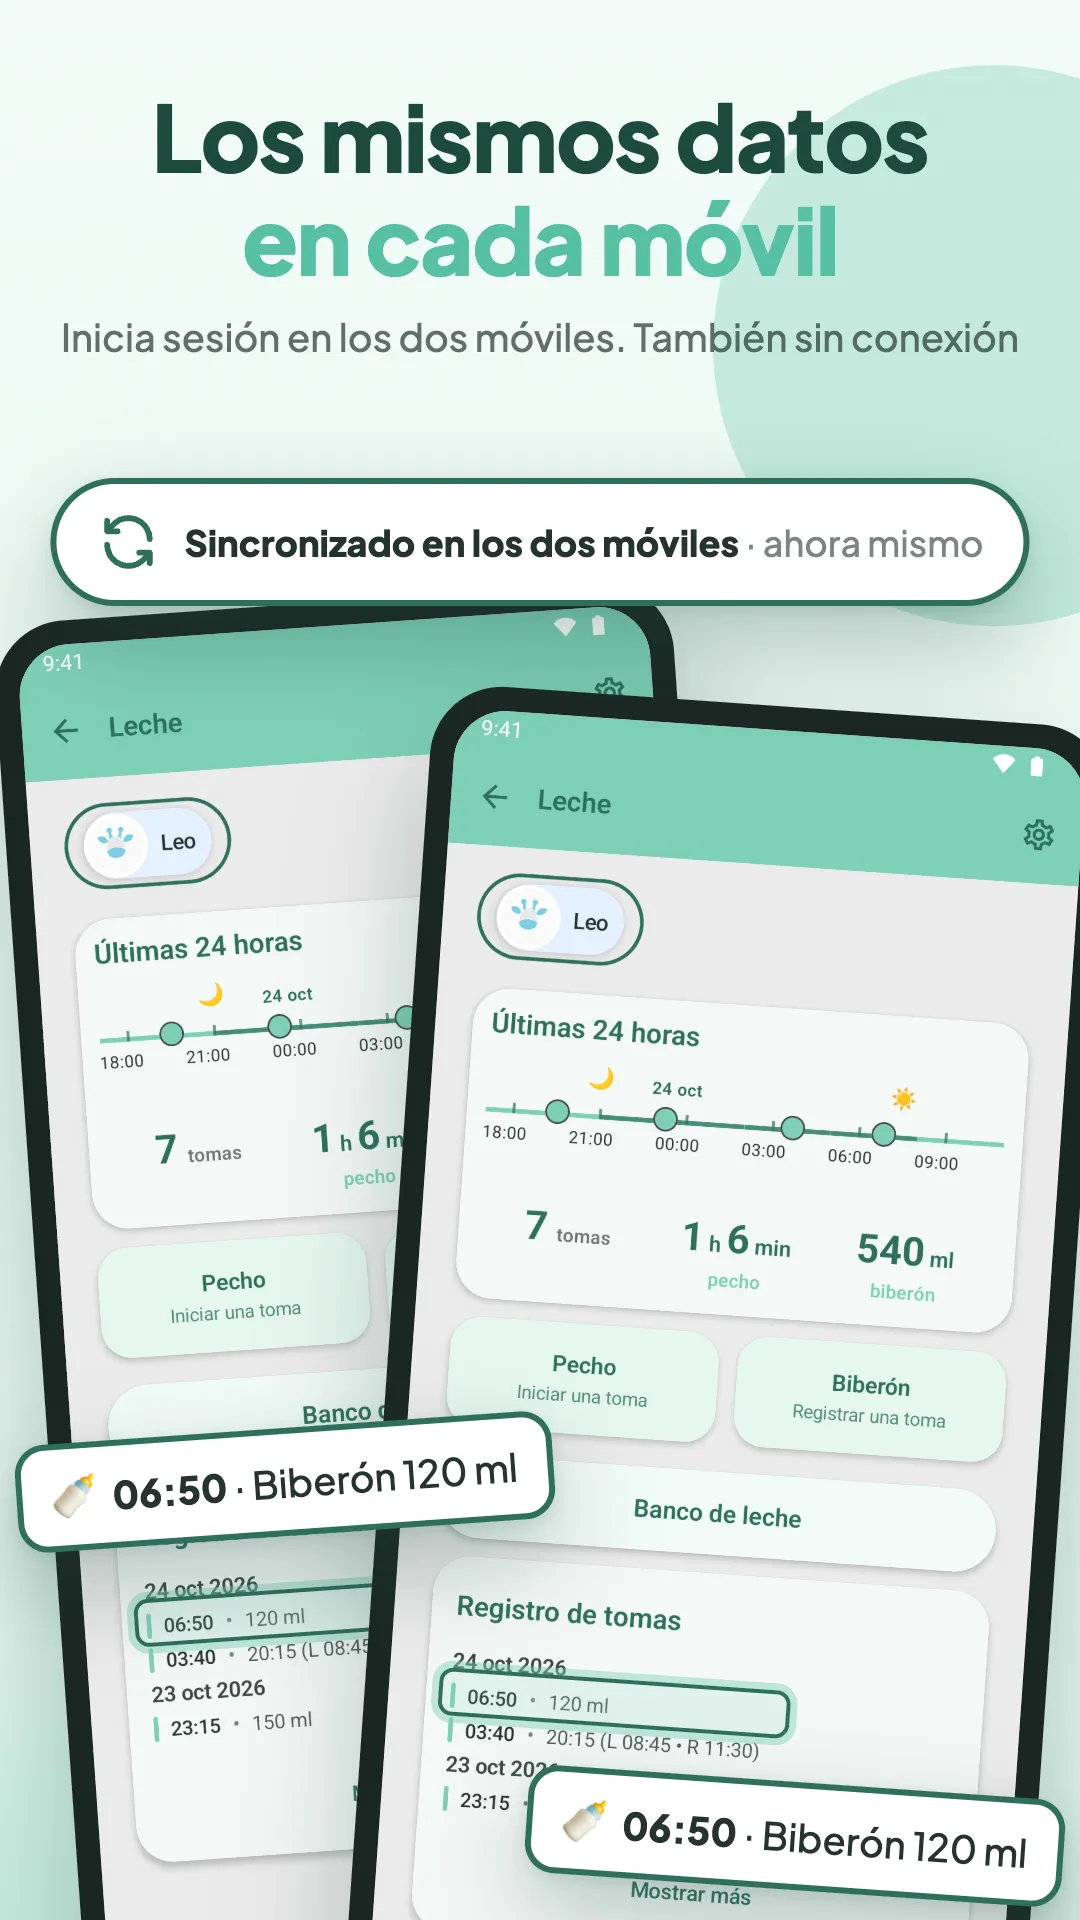 Los mismos datos
en cada móvil
Inicia sesión en los dos móviles. También sin conexión
Sincronizado en los dos móviles · ahora mismo
9:41
Leche
Leo
Últimas 24 horas
24 oct
18:00 21:00 00:00 03:00
7 tomas 1 h 6 m
pecho
Pecho
Iniciar una toma
Banco
06:50 · Biberón 120 ml
24 oct 2026
06:50 • 120 ml
03:40 • 20:15 (L 08:45
23 oct 2026
23:15 • 150 ml
9:41
Leche
Leo
Últimas 24 horas
24 oct
18:00 21:00 00:00 03:00 06:00 09:00
7 tomas 1 h 6 min 540 ml
pecho biberón
Pecho
Iniciar una toma
Biberón
Registrar una toma
Banco de leche
Registro de tomas
24 oct 2026
06:50 • 120 ml
03:40 • 20:15 (L 08:45 • R 11:30)
23 oct 202
23:15 •
06:50 · Biberón 120 ml
Mostrar más